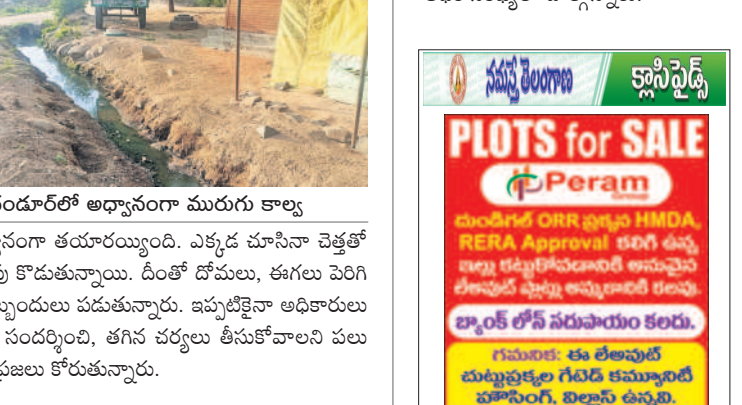 అధ్వానంగా మురుగు కాల్వ
తయారయ్యింది. ఎక్కడ చూసినా చెత్తతో
కొడుతున్నాయి. దీంతో దోమలు, ఈగలు పెరిగి
పడుతున్నారు. ఇప్పటికైనా అధికారులు
సందర్శించి, తగిన చర్యలు తీసుకోవాలని పలు
ప్రజలు కోరుతున్నారు.
నమస్తే తెలంగాణ
క్లాసిఫైడ్స్
PLOTS for SALE
Peram
Group
దుండిగల్ ORR ప్రక్కన HMDA,
RERA Approval కలిగి ఉన్న
ఇల్లు కట్టుకోవడానికి అనువైన
లేఅవుట్ ప్లాట్లు అమ్మకానికి కలవు.
బ్యాంక్ లోన్ సదుపాయం కలదు.
గమనిక: ఈ లేఅవుట్
చుట్టుప్రక్కల గేటెడ్ కమ్యూనిటీ
హౌసింగ్, విల్లాస్ ఉన్నవి.